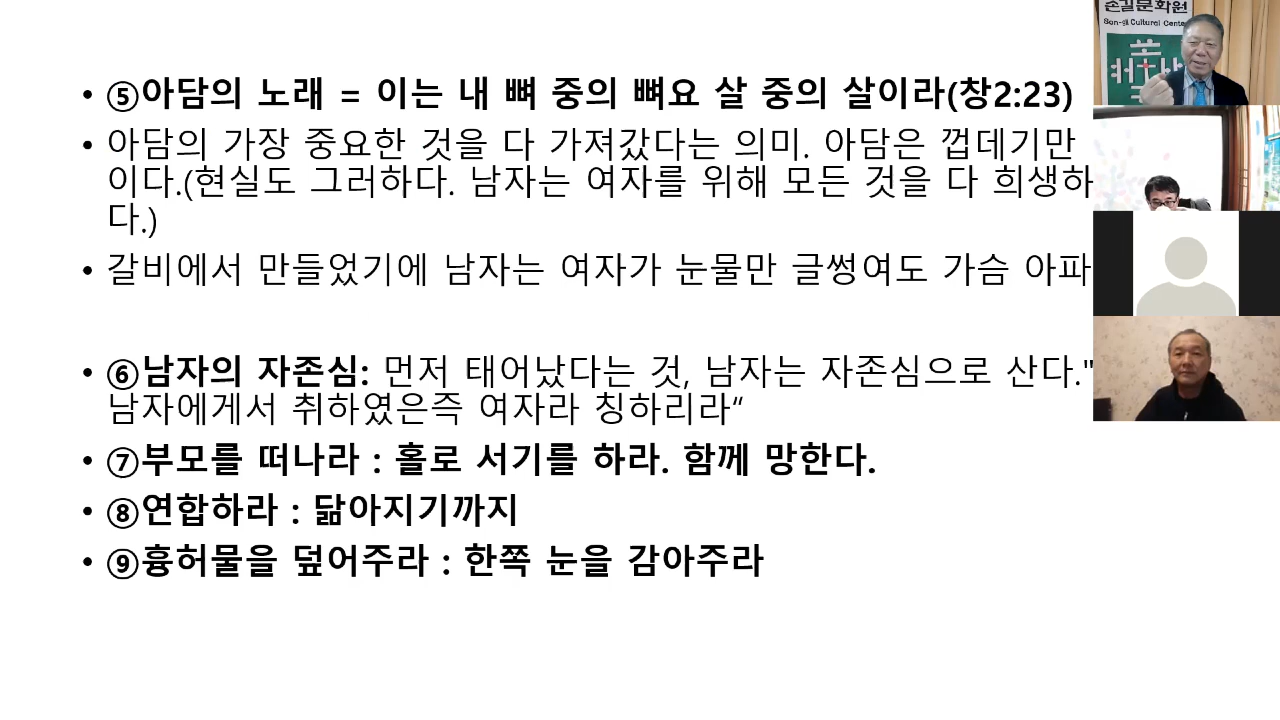 손길문화원
Son-gil Cultural Cente
• ⑤아담의 노래 = 이는 내 뼈 중의 뼈요 살 중의 살이라(창2:23)
• 아담의 가장 중요한 것을 다 가져갔다는 의미. 아담은 껍데기만
이다.(현실도 그러하다. 남자는 여자를 위해 모든 것을 다 희생하
다.)
• 갈비에서 만들었기에 남자는 여자가 눈물만 글썽여도 가슴 아파
• ⑥남자의 자존심: 먼저 태어났다는 것, 남자는 자존심으로 산다."
남자에게서 취하였은즉 여자라 칭하리라“
• ⑦부모를 떠나라 : 홀로 서기를 하라. 함께 망한다.
• ⑧연합하라 : 닮아지기까지
• ⑨흉허물을 덮어주라 : 한쪽 눈을 감아주라